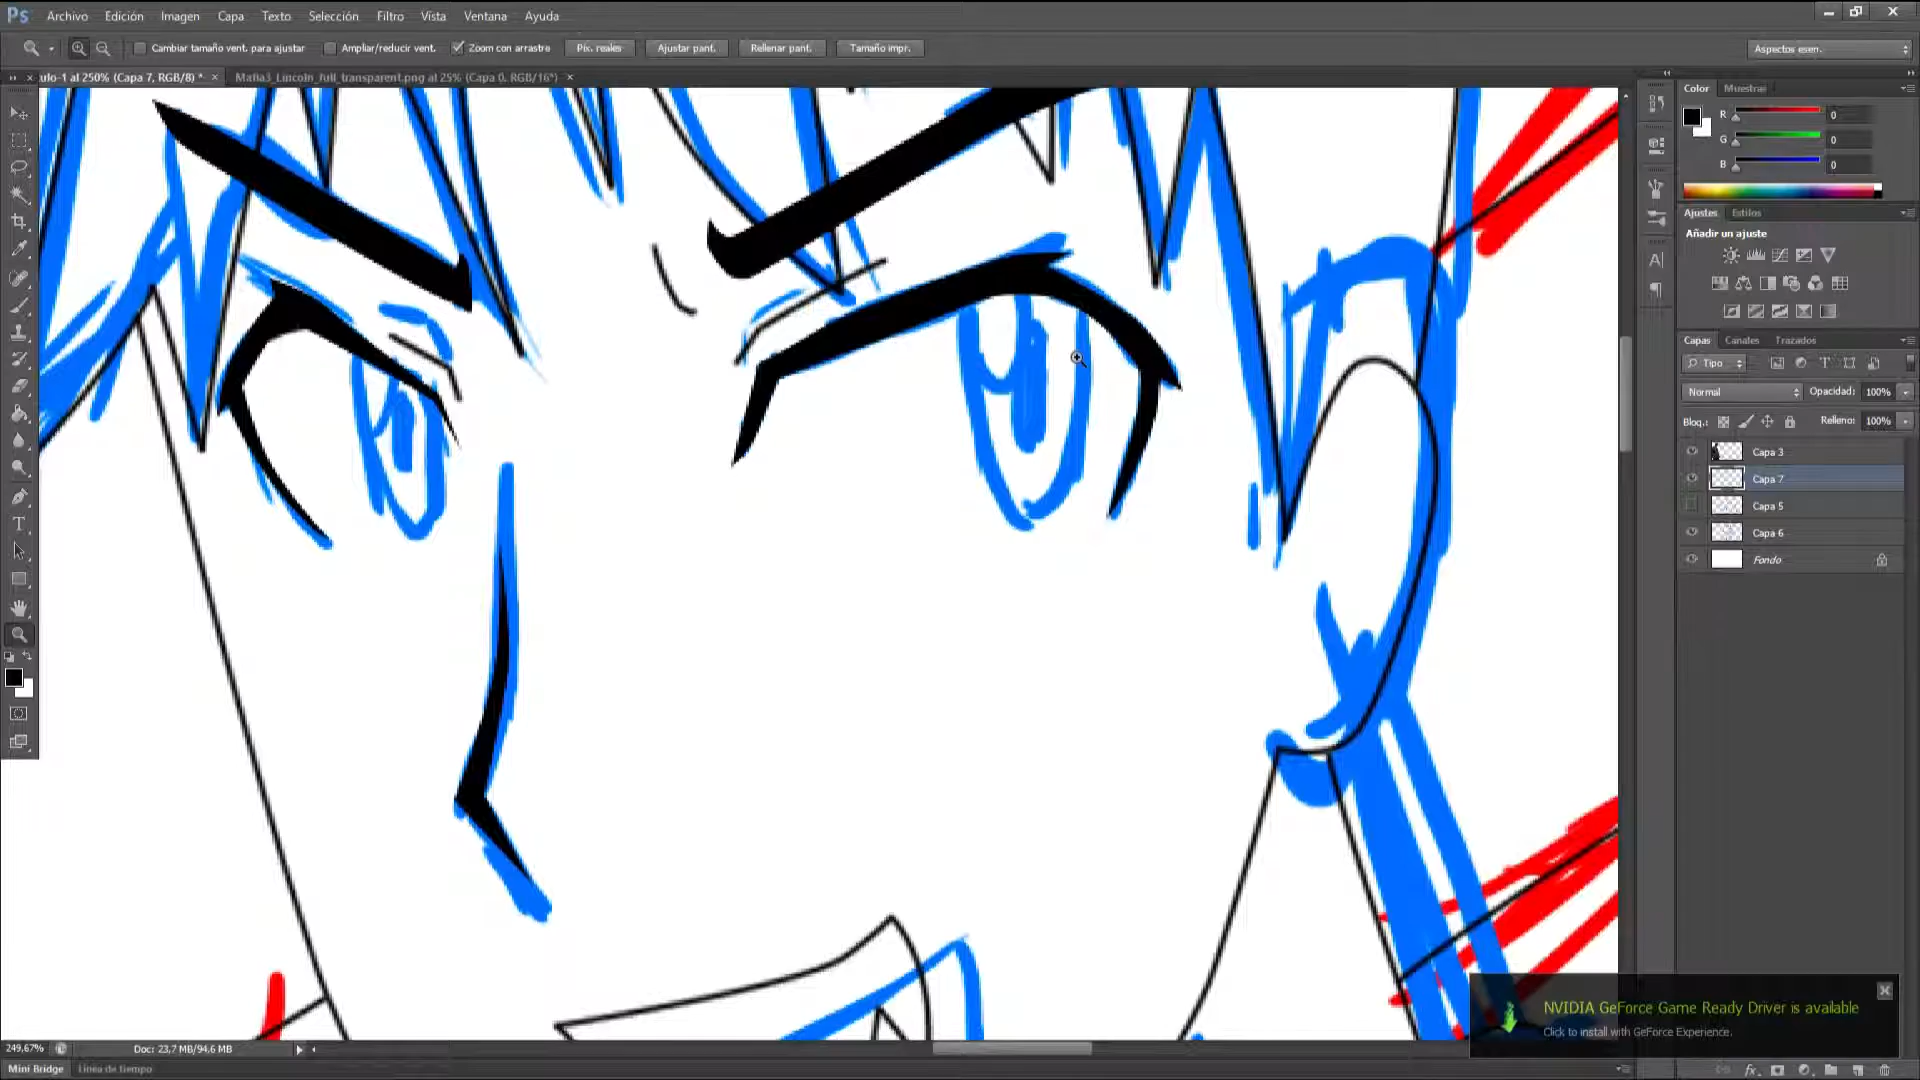 Ps Archivo Edición Imagen Capa Texto Selección Filtro Vista Ventana Ayuda
Cambiar tamaño vent. para ajustar Ampliar/reducir vent. Zoom con arrastre Píx. reales Ajustar pant. Rellenar pant. Tamaño impr. Aspectos esen.
ulo-1 al 250% (Capa 7, RGB/8) * × Mafia3_Lincoln_full_transparent.png al 25% (Capa 0, RGB/16*) ×
Color Muestras
R 0
G 0
B 0
Ajustes Estilos
Añadir un ajuste
Capas Canales Trazados
Tipo
Normal Opacidad: 100%
Bloq.: Relleno: 100%
Capa 3
Capa 7
Capa 5
Capa 6
Fondo
NVIDIA GeForce Game Ready Driver is available
Click to install with GeForce Experience.
249,67% Doc: 23,7 MB/94,6 MB
Mini Bridge Línea de tiempo